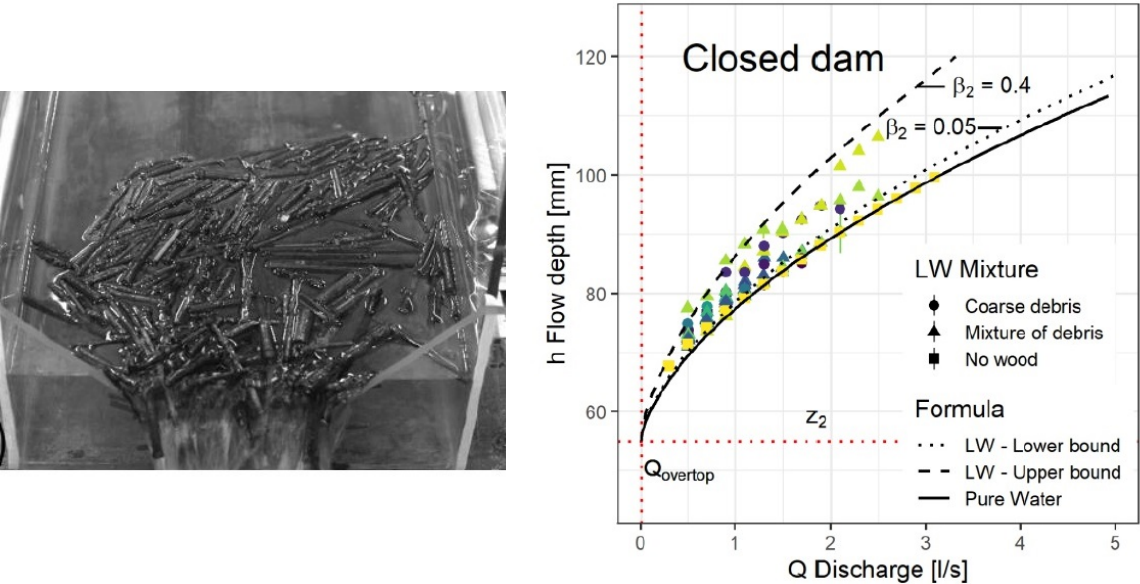 Closed dam
β₂ = 0.4
β₂ = 0.05
h Flow depth [mm]
120
100
80
60
z₂
Qovertop
LW Mixture
Coarse debris
Mixture of debris
No wood
Formula
LW - Lower bound
LW - Upper bound
Pure Water
0 1 2 3 4 5
Q Discharge [l/s]